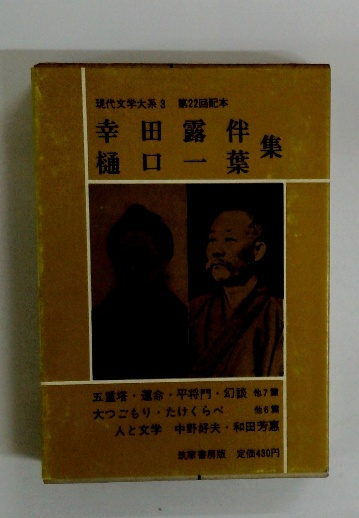 現代文学大系3 第22回配本
幸田露伴
樋口一葉
集
五重塔・運命・平将門・幻談 他7篇
大つごもり・たけくらべ 他6篇
人と文学 中野好夫・和田芳惠
筑摩書房版 定価430円